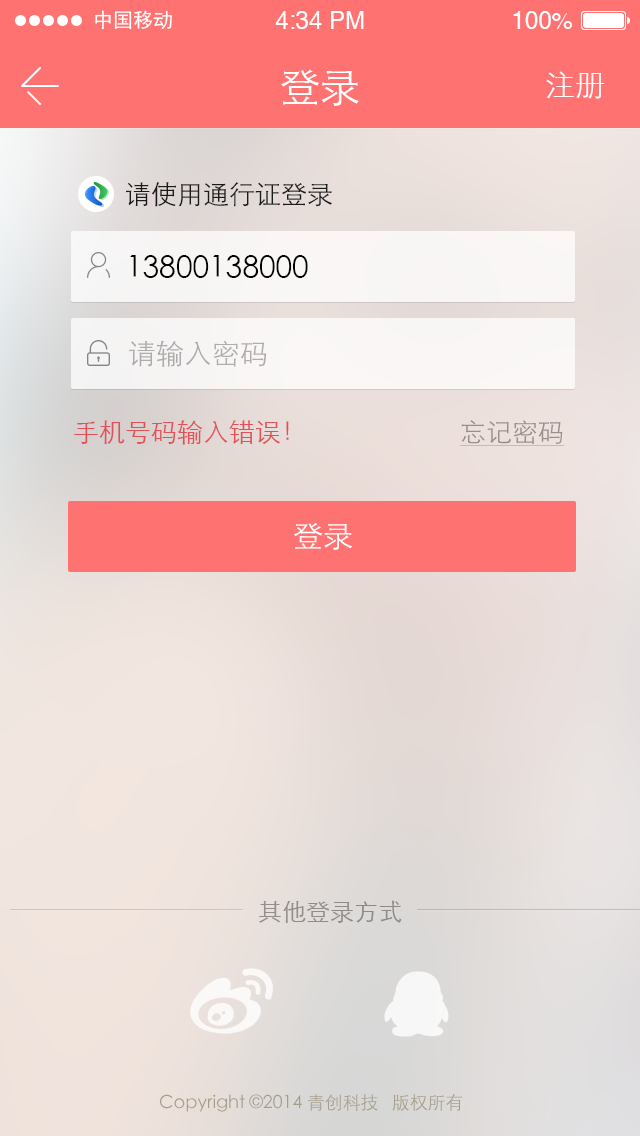 中国移动 4:34 PM 100%
登录 注册
请使用通行证登录
13800138000
请输入密码
手机号码输入错误! 忘记密码
登录
其他登录方式
Copyright ©2014 青创科技 版权所有